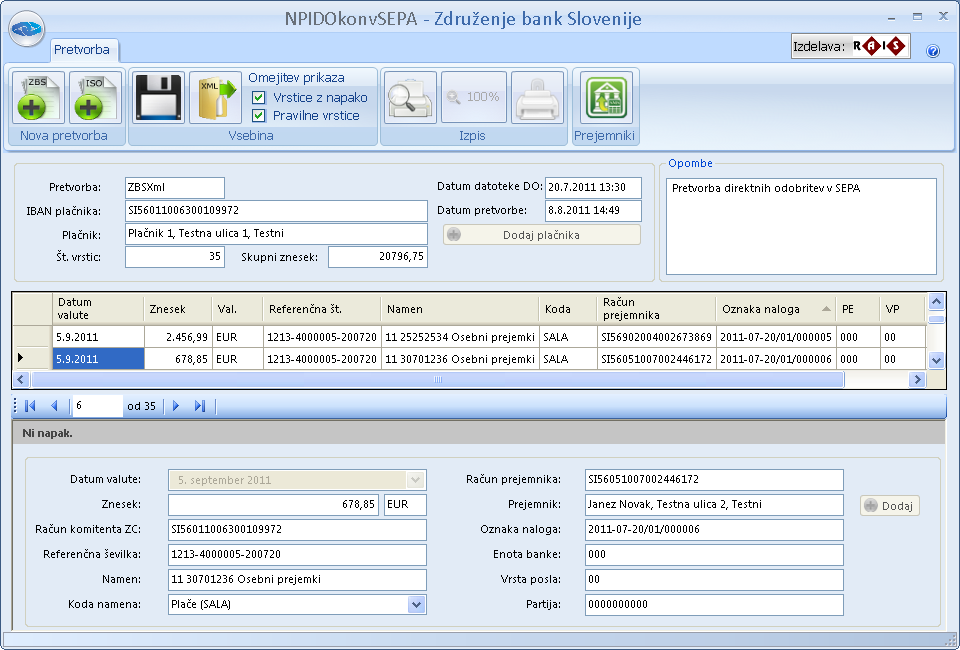 NPIDOkonvSEPA - Združenje bank Slovenije
Pretvorba
Izdelava: RAIS
ZBS
ISO
XML
Omejitev prikaza
Vrstice z napako
Pravilne vrstice
100%
Nova pretvorba
Vsebina
Izpis
Prejemniki
Pretvorba: ZBSXml
Datum datoteke DO: 20.7.2011 13:30
IBAN plačnika: SI56011006300109972
Datum pretvorbe: 8.8.2011 14:49
Plačnik: Plačnik 1, Testna ulica 1, Testni
Dodaj plačnika
Št. vrstic: 35
Skupni znesek: 20796,75
Opombe
Pretvorba direktnih odobritev v SEPA
Datum valute Znesek Val. Referenčna št. Namen Koda Račun prejemnika Oznaka naloga PE VP
5.9.2011 2.456,99 EUR 1213-4000005-200720 11 25252534 Osebni prejemki SALA SI56902004002673869 2011-07-20/01/000005 000 00
5.9.2011 678,85 EUR 1213-4000005-200720 11 30701236 Osebni prejemki SALA SI56051007002446172 2011-07-20/01/000006 000 00
6 od 35
Ni napak.
Datum valute: 5. september 2011
Račun prejemnika: SI56051007002446172
Znesek: 678,85 EUR
Prejemnik: Janez Novak, Testna ulica 2, Testni
Dodaj
Račun komitenta ZC: SI56011006300109972
Oznaka naloga: 2011-07-20/01/000006
Referenčna ševilka: 1213-4000005-200720
Enota banke: 000
Namen: 11 30701236 Osebni prejemki
Vrsta posla: 00
Koda namena: Plače (SALA)
Partija: 0000000000